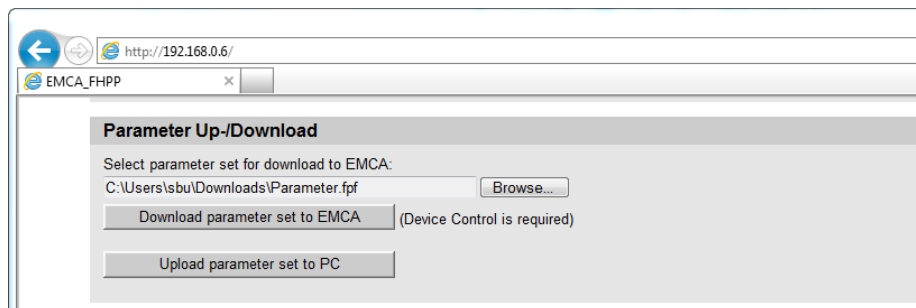 http://192.168.0.6/
EMCA_FHPP
Parameter Up-/Download
Select parameter set for download to EMCA:
C:\Users\sbu\Downloads\Parameter.fpf Browse...
Download parameter set to EMCA (Device Control is required)
Upload parameter set to PC